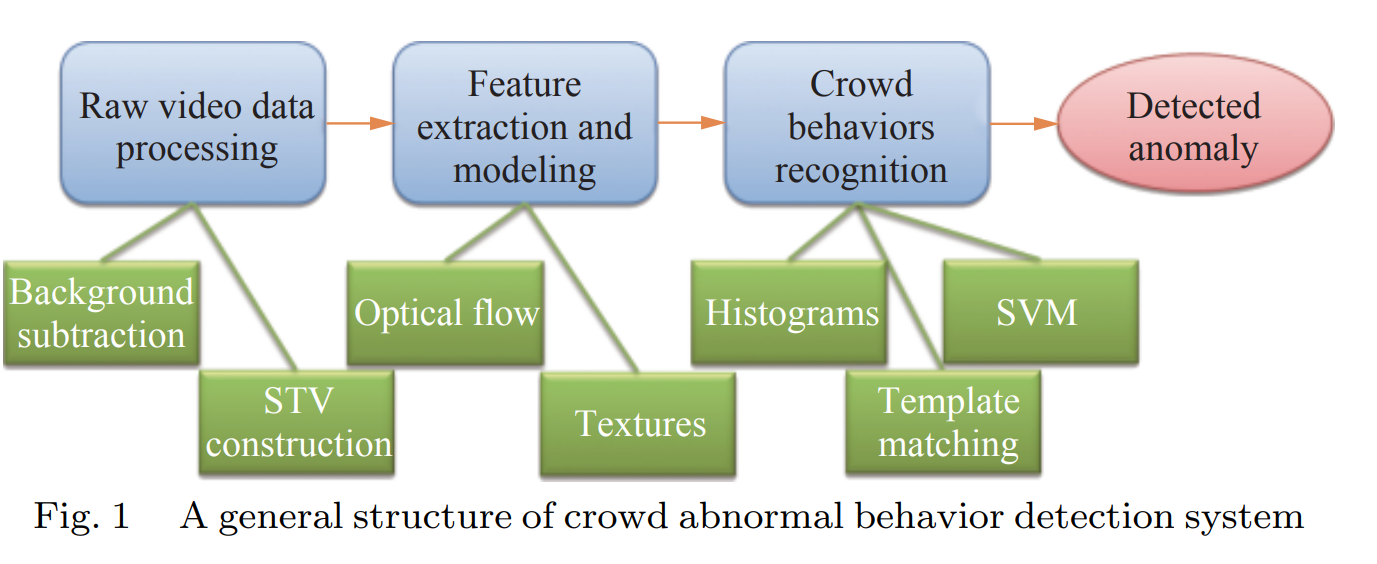 Raw video data
processing
Feature
extraction and
modeling
Crowd
behaviors
recognition
Detected
anomaly
Background
subtraction
STV
construction
Optical flow
Textures
Histograms
Template
matching
SVM
Fig. 1 A general structure of crowd abnormal behavior detection system